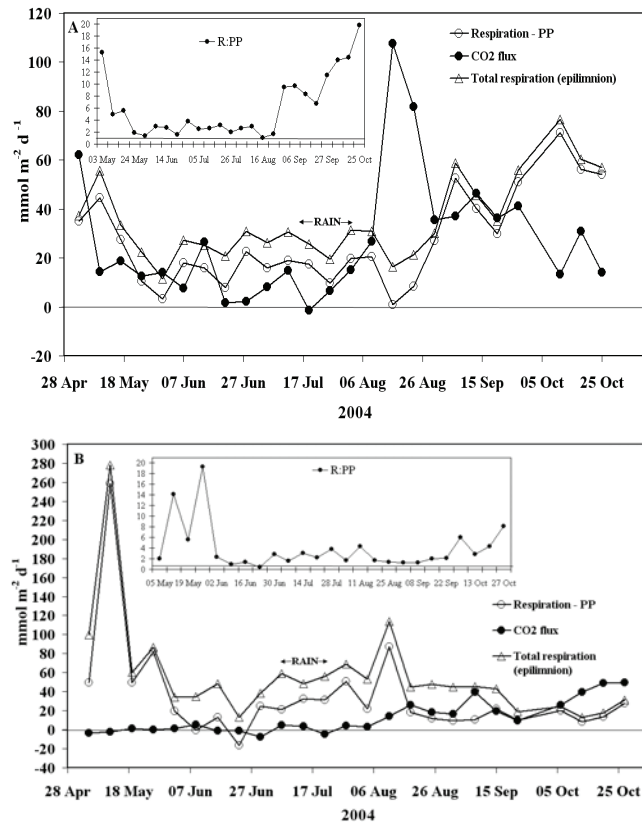 A
120
100
80
60
40
20
0
-20
mmol m⁻² d⁻¹
20
18
16
14
12
10
8
6
4
2
0
R:PP
03 May 24 May 14 Jun 05 Jul 26 Jul 16 Aug 06 Sep 27 Sep 25 Oct
Respiration - PP
CO2 flux
Total respiration (epilimnion)
RAIN
28 Apr 18 May 07 Jun 27 Jun 17 Jul 06 Aug 26 Aug 15 Sep 05 Oct 25 Oct
2004
B
300
280
260
240
220
200
180
160
140
120
100
80
60
40
20
0
-20
-40
mmol m⁻² d⁻¹
20
18
16
14
12
10
8
6
4
2
0
R:PP
05 May 19 May 02 Jun 16 Jun 30 Jun 14 Jul 28 Jul 11 Aug 25 Aug 08 Sep 22 Sep 13 Oct 27 Oct
Respiration - PP
CO2 flux
Total respiration
(epilimnion)
RAIN
28 Apr 18 May 07 Jun 27 Jun 17 Jul 06 Aug 26 Aug 15 Sep 05 Oct 25 Oct
2004